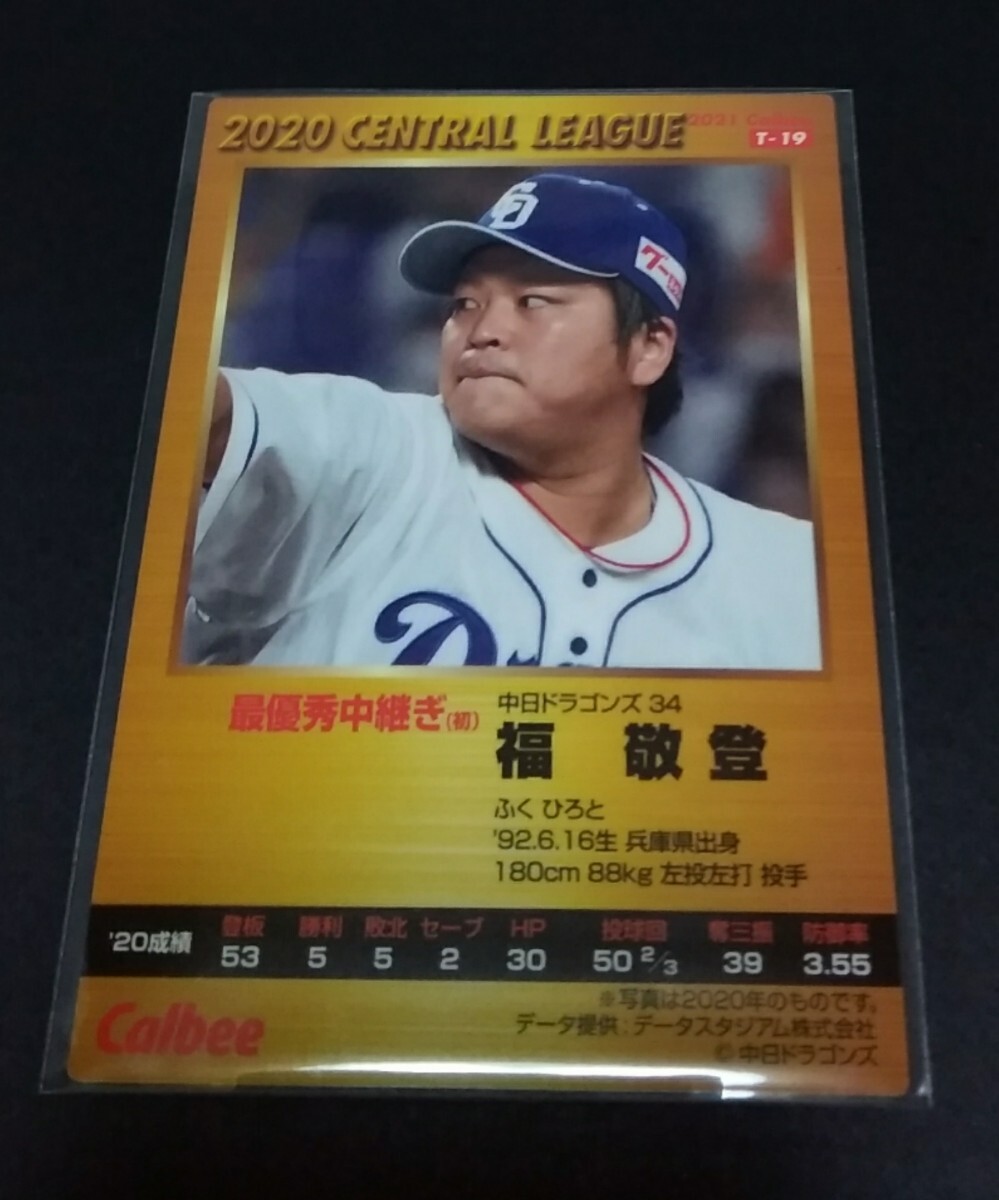 2020 CENTRAL LEAGUE
2021 Calbee
T-19
CD
グー
D
最優秀中継ぎ(初)
中日ドラゴンズ 34
福 敬登
ふく ひろと
'92.6.16生 兵庫県出身
180cm 88kg 左投左打 投手
'20成績 登板 勝利 敗北 セーブ HP 投球回 奪三振 防御率
53 5 5 2 30 50 2/3 39 3.55
※写真は2020年のものです。
Calbee データ提供:データスタジアム株式会社
© 中日ドラゴンズ